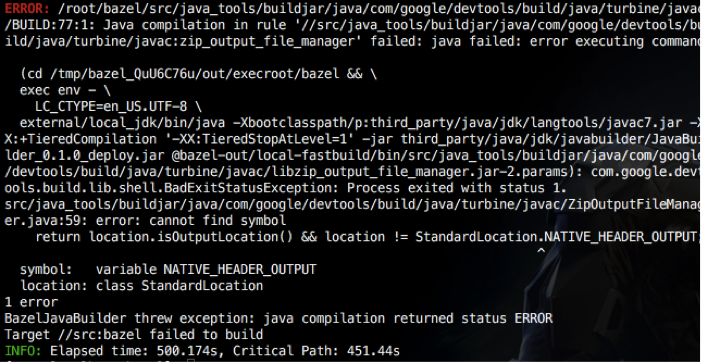 ERROR: /root/bazel/src/java_tools/buildjar/java/com/google/devtools/build/java/turbine/javac
/BUILD:77:1: Java compilation in rule '//src/java_tools/buildjar/java/com/google/devtools/bu
ild/java/turbine/javac:zip_output_file_manager' failed: java failed: error executing command
(cd /tmp/bazel_QuU6C76u/out/execroot/bazel && \
exec env - \
LC_CTYPE=en_US.UTF-8 \
external/local_jdk/bin/java -Xbootclasspath/p:third_party/java/jdk/langtools/javac7.jar -X
X:+TieredCompilation '-XX:TieredStopAtLevel=1' -jar third_party/java/jdk/javabuilder/JavaBui
lder_0.1.0_deploy.jar @bazel-out/local-fastbuild/bin/src/java_tools/buildjar/java/com/google
/devtools/build/java/turbine/javac/libzip_output_file_manager.jar-2.params): com.google.devt
ools.build.lib.shell.BadExitStatusException: Process exited with status 1.
src/java_tools/buildjar/java/com/google/devtools/build/java/turbine/javac/ZipOutputFileManag
er.java:59: error: cannot find symbol
return location.isOutputLocation() && location != StandardLocation.NATIVE_HEADER_OUTPUT;
^
symbol: variable NATIVE_HEADER_OUTPUT
location: class StandardLocation
1 error
BazelJavaBuilder threw exception: java compilation returned status ERROR
Target //src:bazel failed to build
INFO: Elapsed time: 500.174s, Critical Path: 451.44s